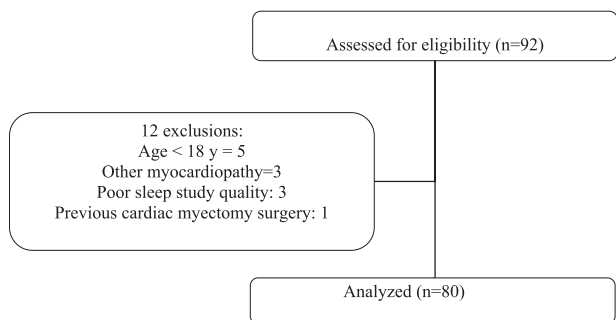 Assessed for eligibility (n=92)
12 exclusions:
Age < 18 y = 5
Other myocardiopathy=3
Poor sleep study quality: 3
Previous cardiac myectomy surgery: 1
Analyzed (n=80)